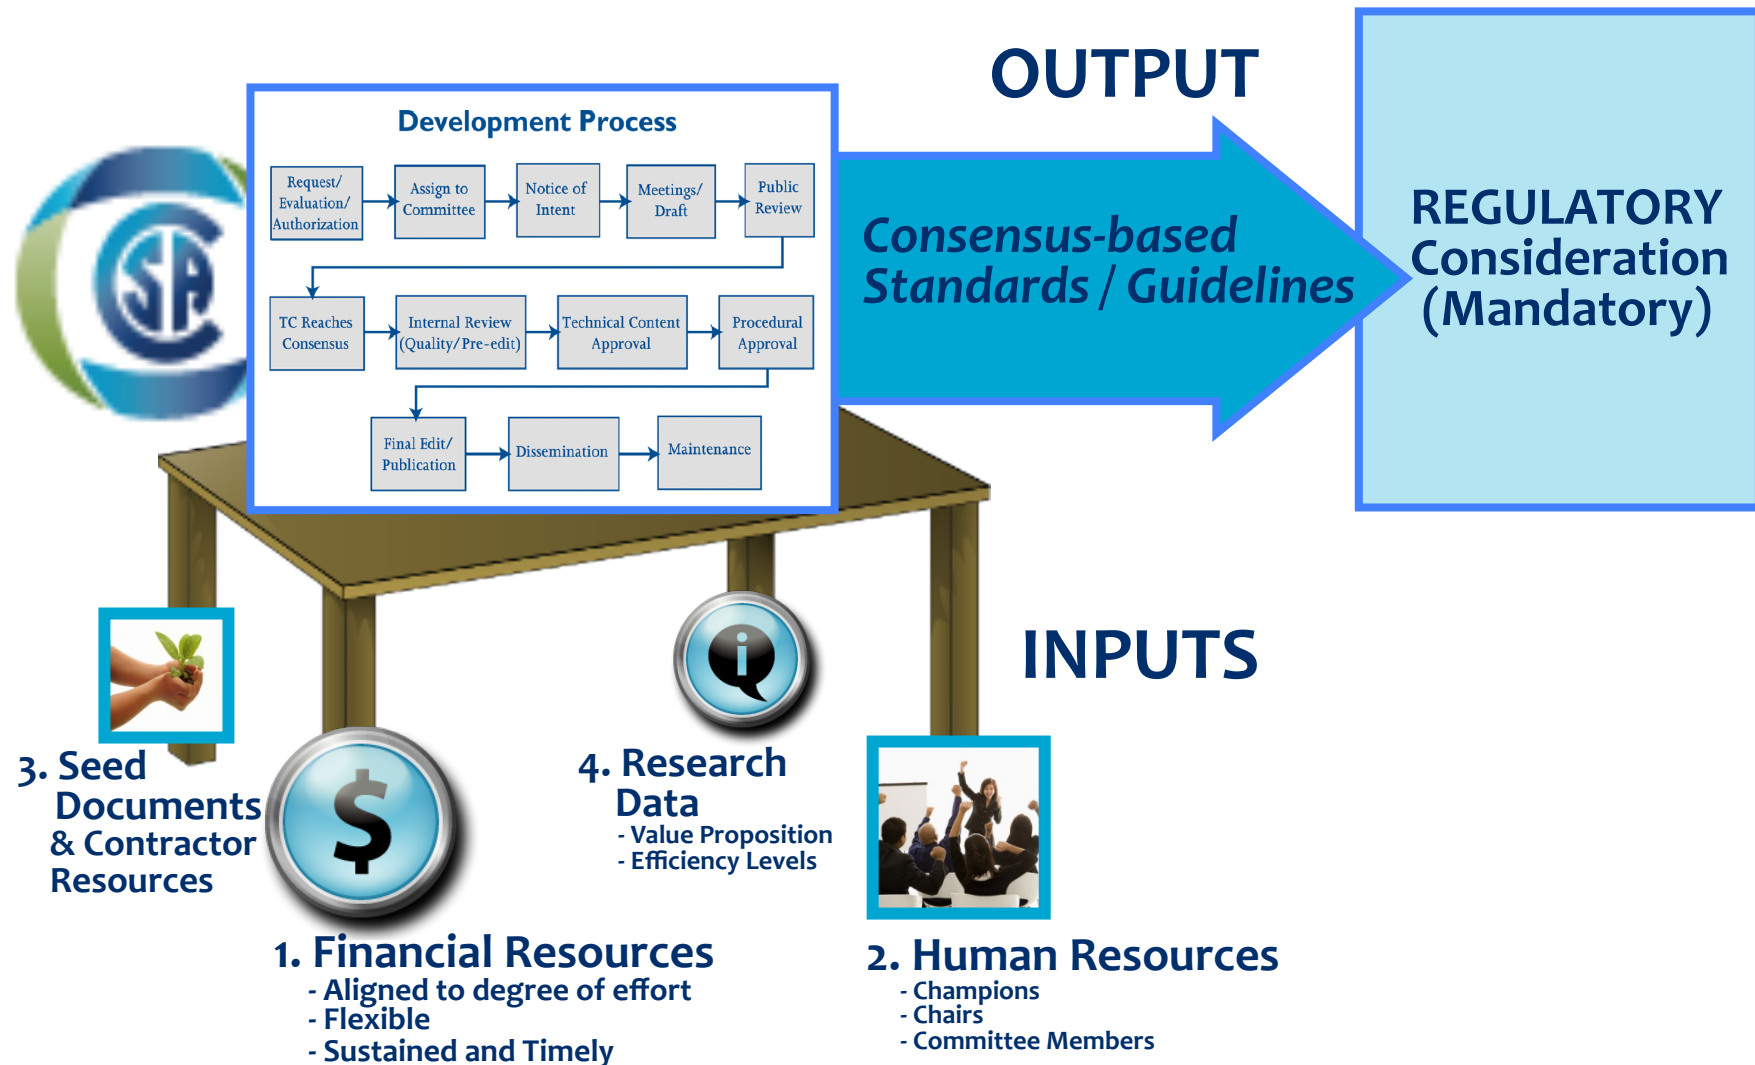 OUTPUT
Development Process
Request/
Evaluation/
Authorization
Assign to
Committee
Notice of
Intent
Meetings/
Draft
Public
Review
TC Reaches
Consensus
Internal Review
(Quality/Pre-edit)
Technical Content
Approval
Procedural
Approval
Final Edit/
Publication
Dissemination
Maintenance
CSA
Consensus-based
Standards / Guidelines
REGULATORY
Consideration
(Mandatory)
INPUTS
3. Seed
Documents
& Contractor
Resources
$
1. Financial Resources
- Aligned to degree of effort
- Flexible
- Sustained and Timely
i
4. Research
Data
- Value Proposition
- Efficiency Levels
2. Human Resources
- Champions
- Chairs
- Committee Members